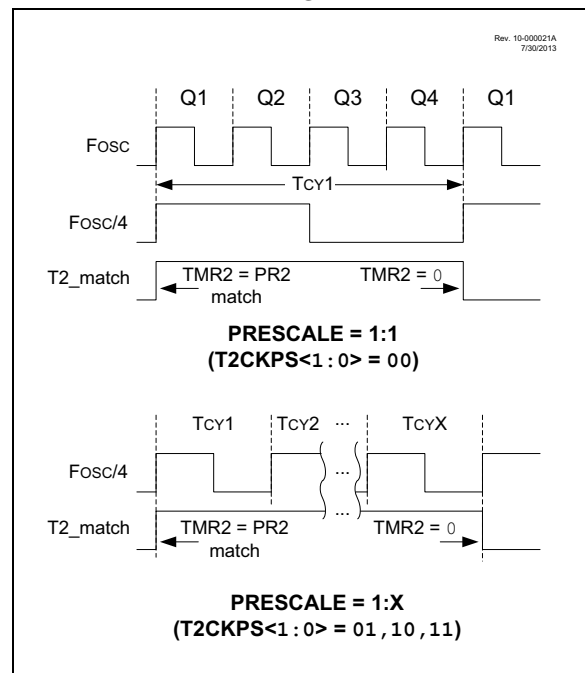 Rev. 10-000021A
7/30/2013
Q1 Q2 Q3 Q4 Q1
FOSC
TCY1
FOSC/4
T2_match
TMR2 = PR2
match
TMR2 = 0
PRESCALE = 1:1
(T2CKPS<1:0> = 00)
TCY1 TCY2 ... TCYX
FOSC/4
...
T2_match
...
TMR2 = PR2
match
TMR2 = 0
PRESCALE = 1:X
(T2CKPS<1:0> = 01,10,11)